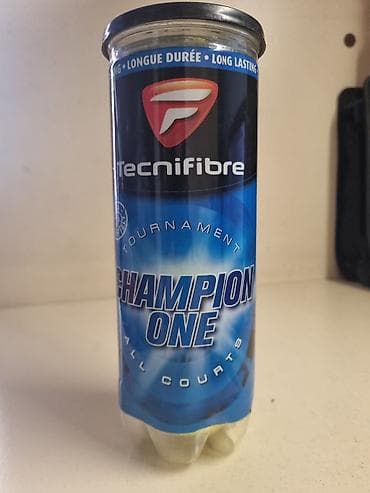 • LONGUE DURÉE • LONG LASTING
Tecnifibre
TOURNAMENT
CHAMPION
ONE
ALL COURTS